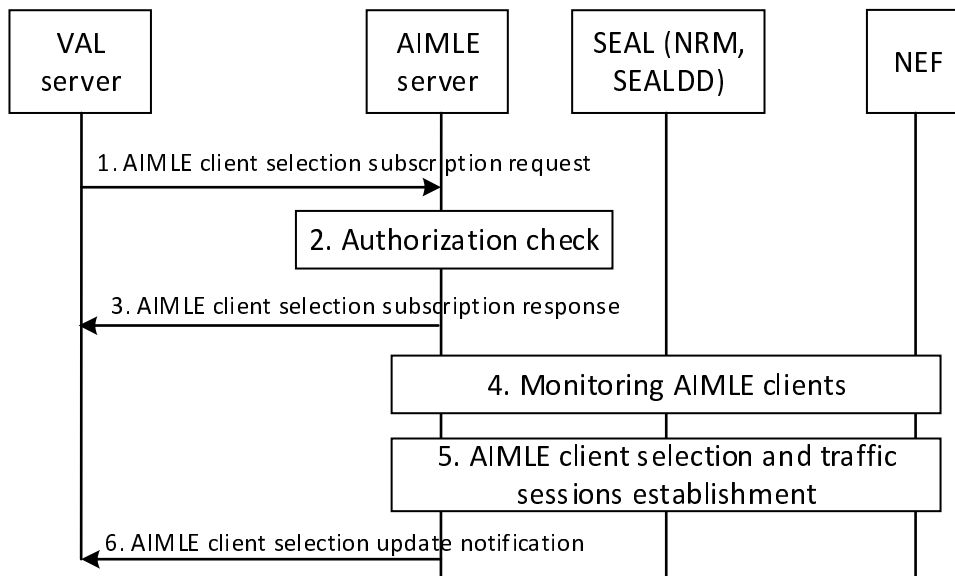 VAL
server
AIMLE
server
SEAL (NRM,
SEALDD)
NEF
1. AIMLE client selection subscription request
2. Authorization check
3. AIMLE client selection subscription response
4. Monitoring AIMLE clients
5. AIMLE client selection and traffic
sessions establishment
6. AIMLE client selection update notification